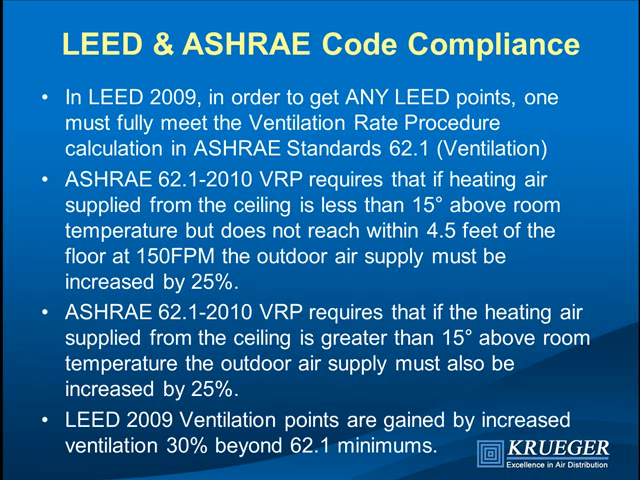 LEED & ASHRAE Code Compliance
• In LEED 2009, in order to get ANY LEED points, one
must fully meet the Ventilation Rate Procedure
calculation in ASHRAE Standards 62.1 (Ventilation)
• ASHRAE 62.1-2010 VRP requires that if heating air
supplied from the ceiling is less than 15° above room
temperature but does not reach within 4.5 feet of the
floor at 150FPM the outdoor air supply must be
increased by 25%.
• ASHRAE 62.1-2010 VRP requires that if the heating air
supplied from the ceiling is greater than 15° above room
temperature the outdoor air supply must also be
increased by 25%.
• LEED 2009 Ventilation points are gained by increased
ventilation 30% beyond 62.1 minimums.
KRUEGER
Excellence in Air Distribution